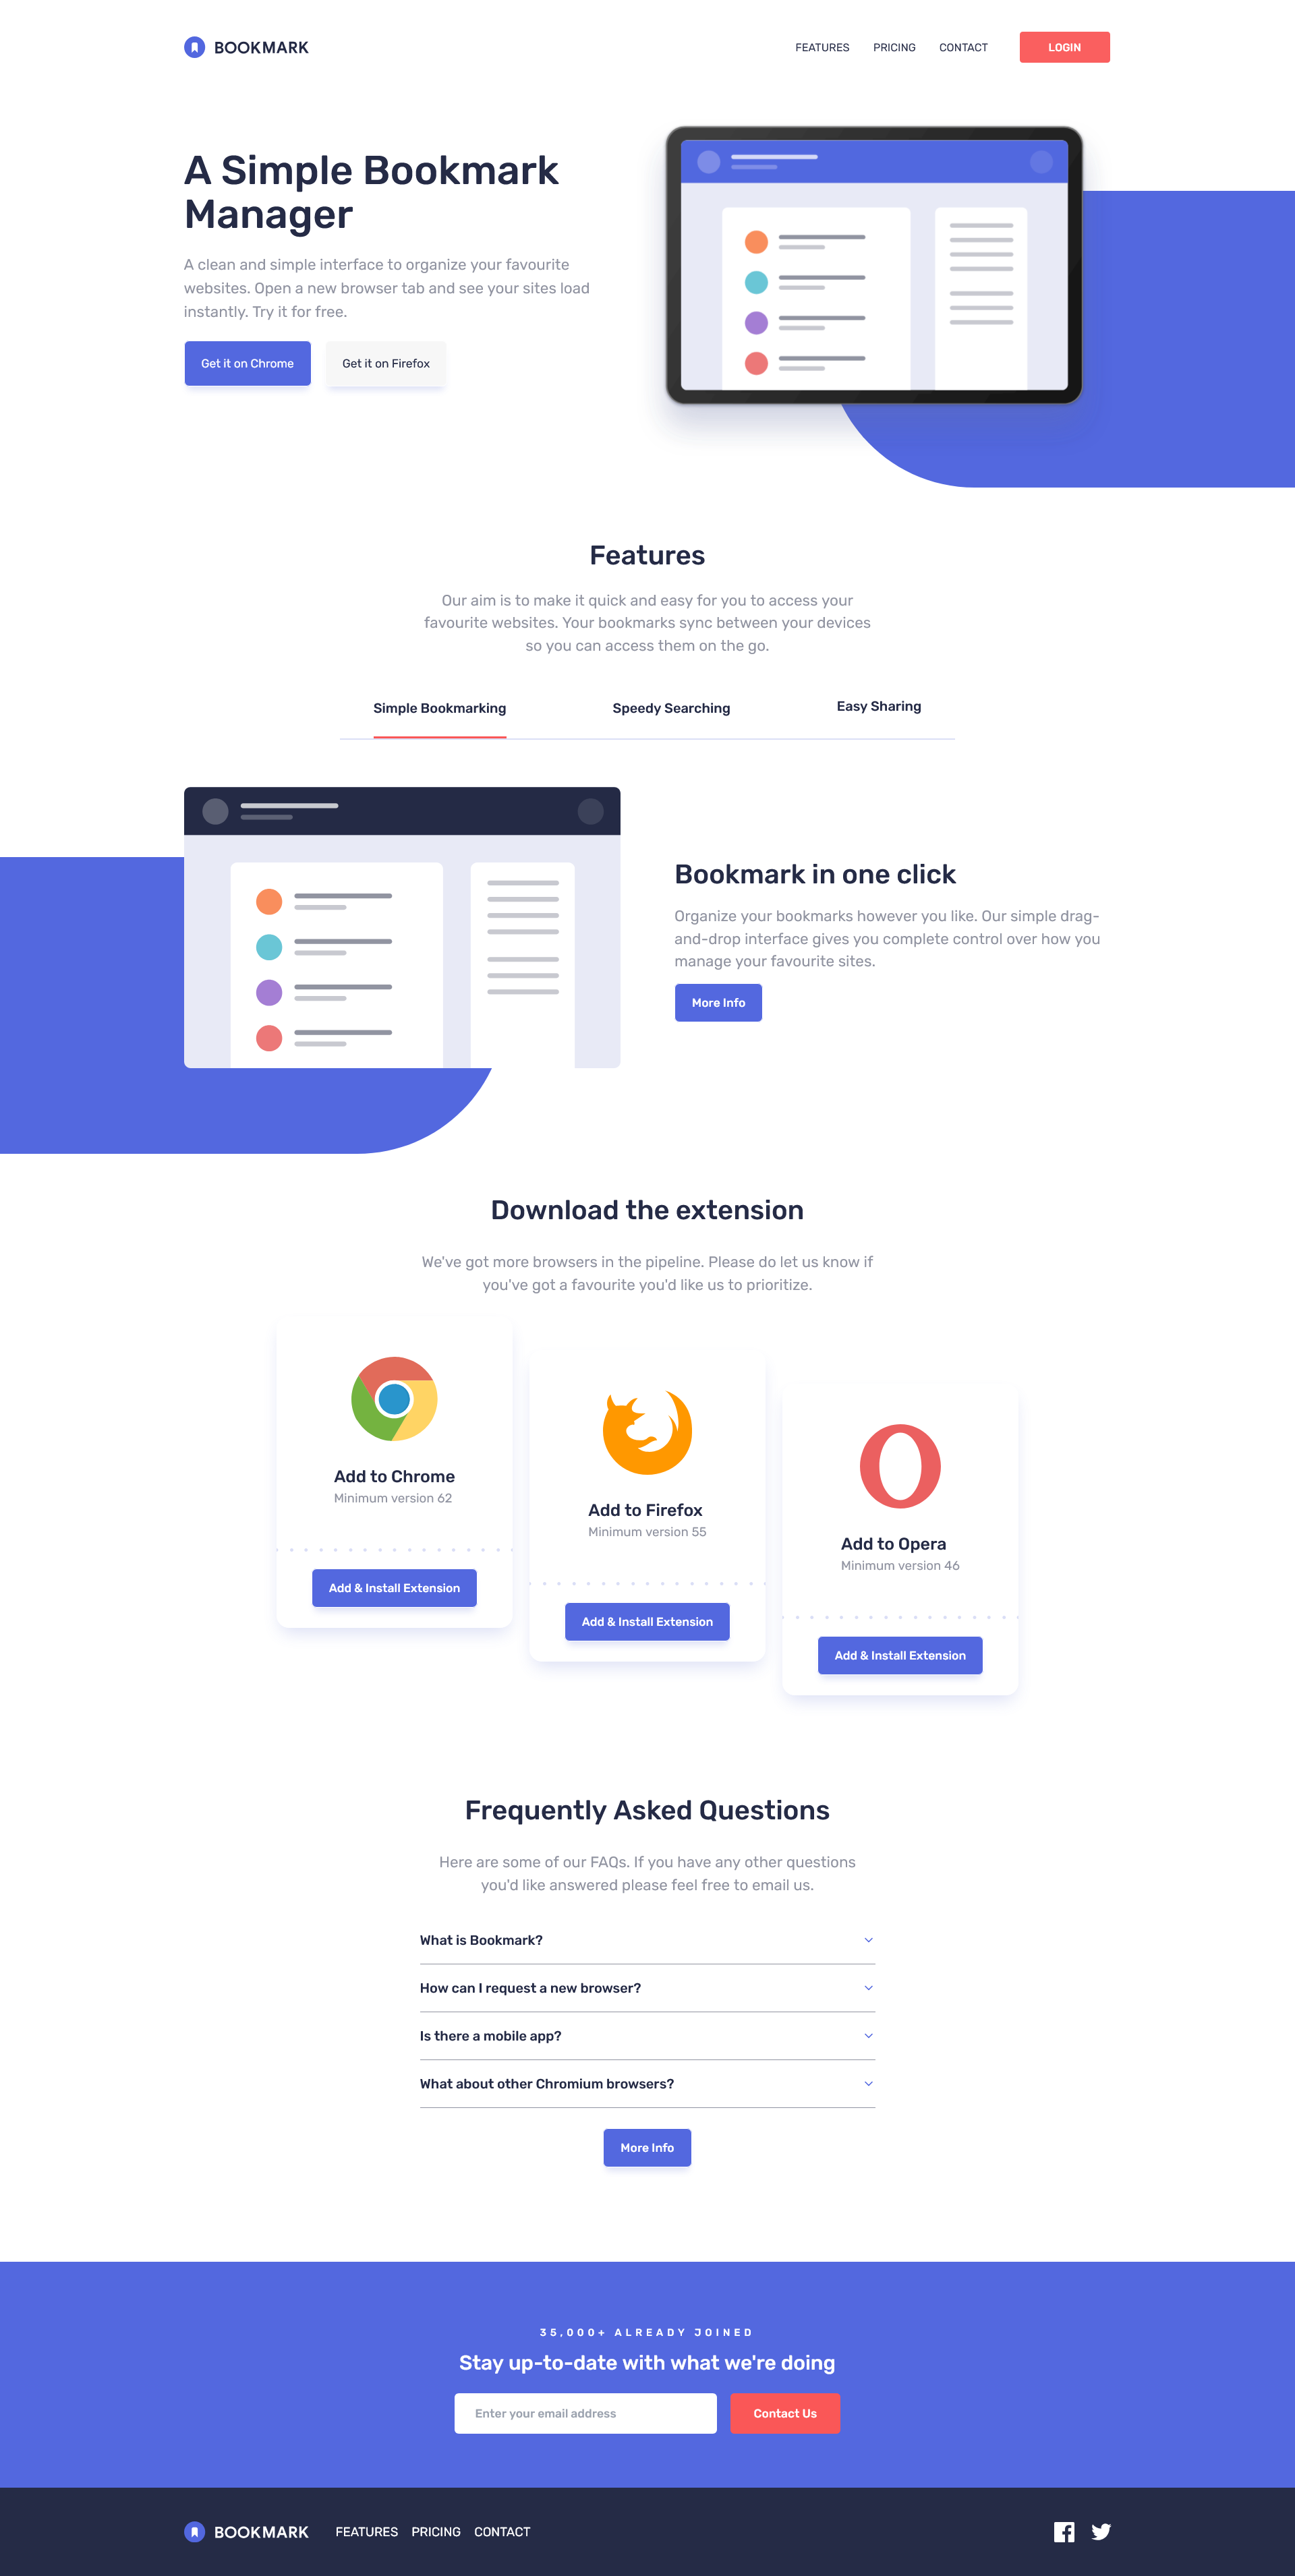 BOOKMARK
FEATURES PRICING CONTACT LOGIN
A Simple Bookmark
Manager
A clean and simple interface to organize your favourite
websites. Open a new browser tab and see your sites load
instantly. Try it for free.
Get it on Chrome Get it on Firefox
Features
Our aim is to make it quick and easy for you to access your
favourite websites. Your bookmarks sync between your devices
so you can access them on the go.
Simple Bookmarking Speedy Searching Easy Sharing
Bookmark in one click
Organize your bookmarks however you like. Our simple drag-
and-drop interface gives you complete control over how you
manage your favourite sites.
More Info
Download the extension
We've got more browsers in the pipeline. Please do let us know if
you've got a favourite you'd like us to prioritize.
Add to Chrome
Minimum version 62
Add & Install Extension
Add to Firefox
Minimum version 55
Add & Install Extension
Add to Opera
Minimum version 46
Add & Install Extension
Frequently Asked Questions
Here are some of our FAQs. If you have any other questions
you'd like answered please feel free to email us.
What is Bookmark?
How can I request a new browser?
Is there a mobile app?
What about other Chromium browsers?
More Info
35,000+ ALREADY JOINED
Stay up-to-date with what we're doing
Enter your email address Contact Us
BOOKMARK FEATURES PRICING CONTACT